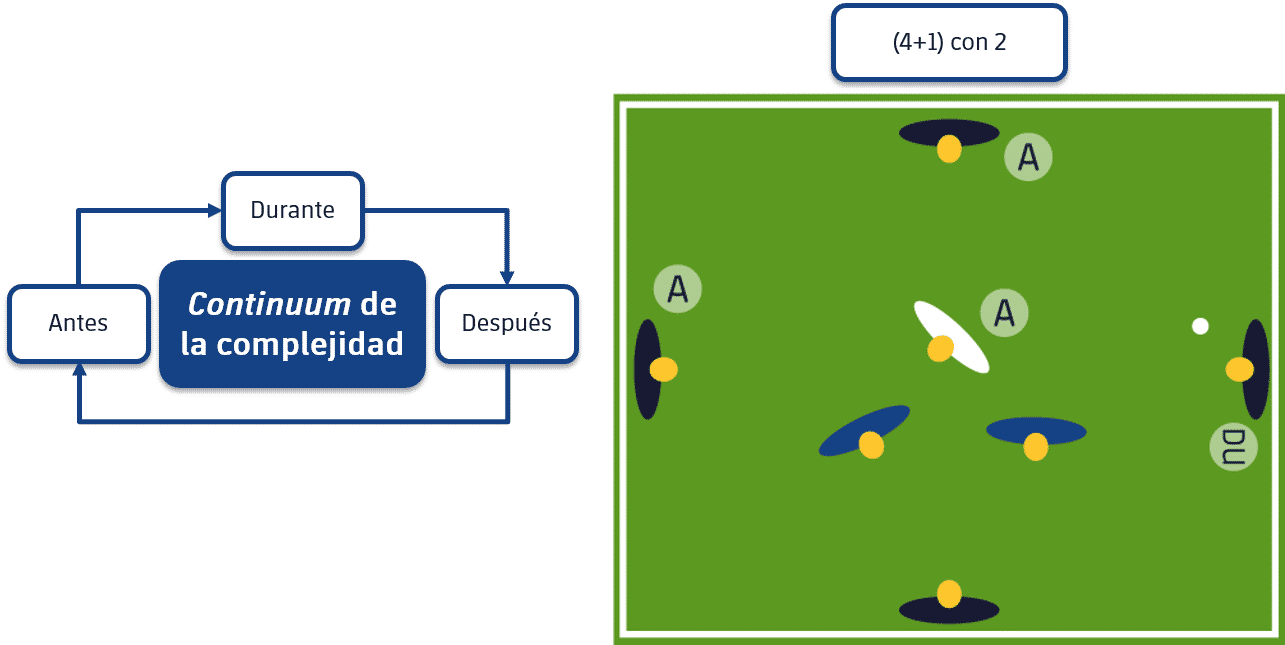 (4+1) con 2
Durante
Antes
Continuum de
la complejidad
Después
A
A
A
DU